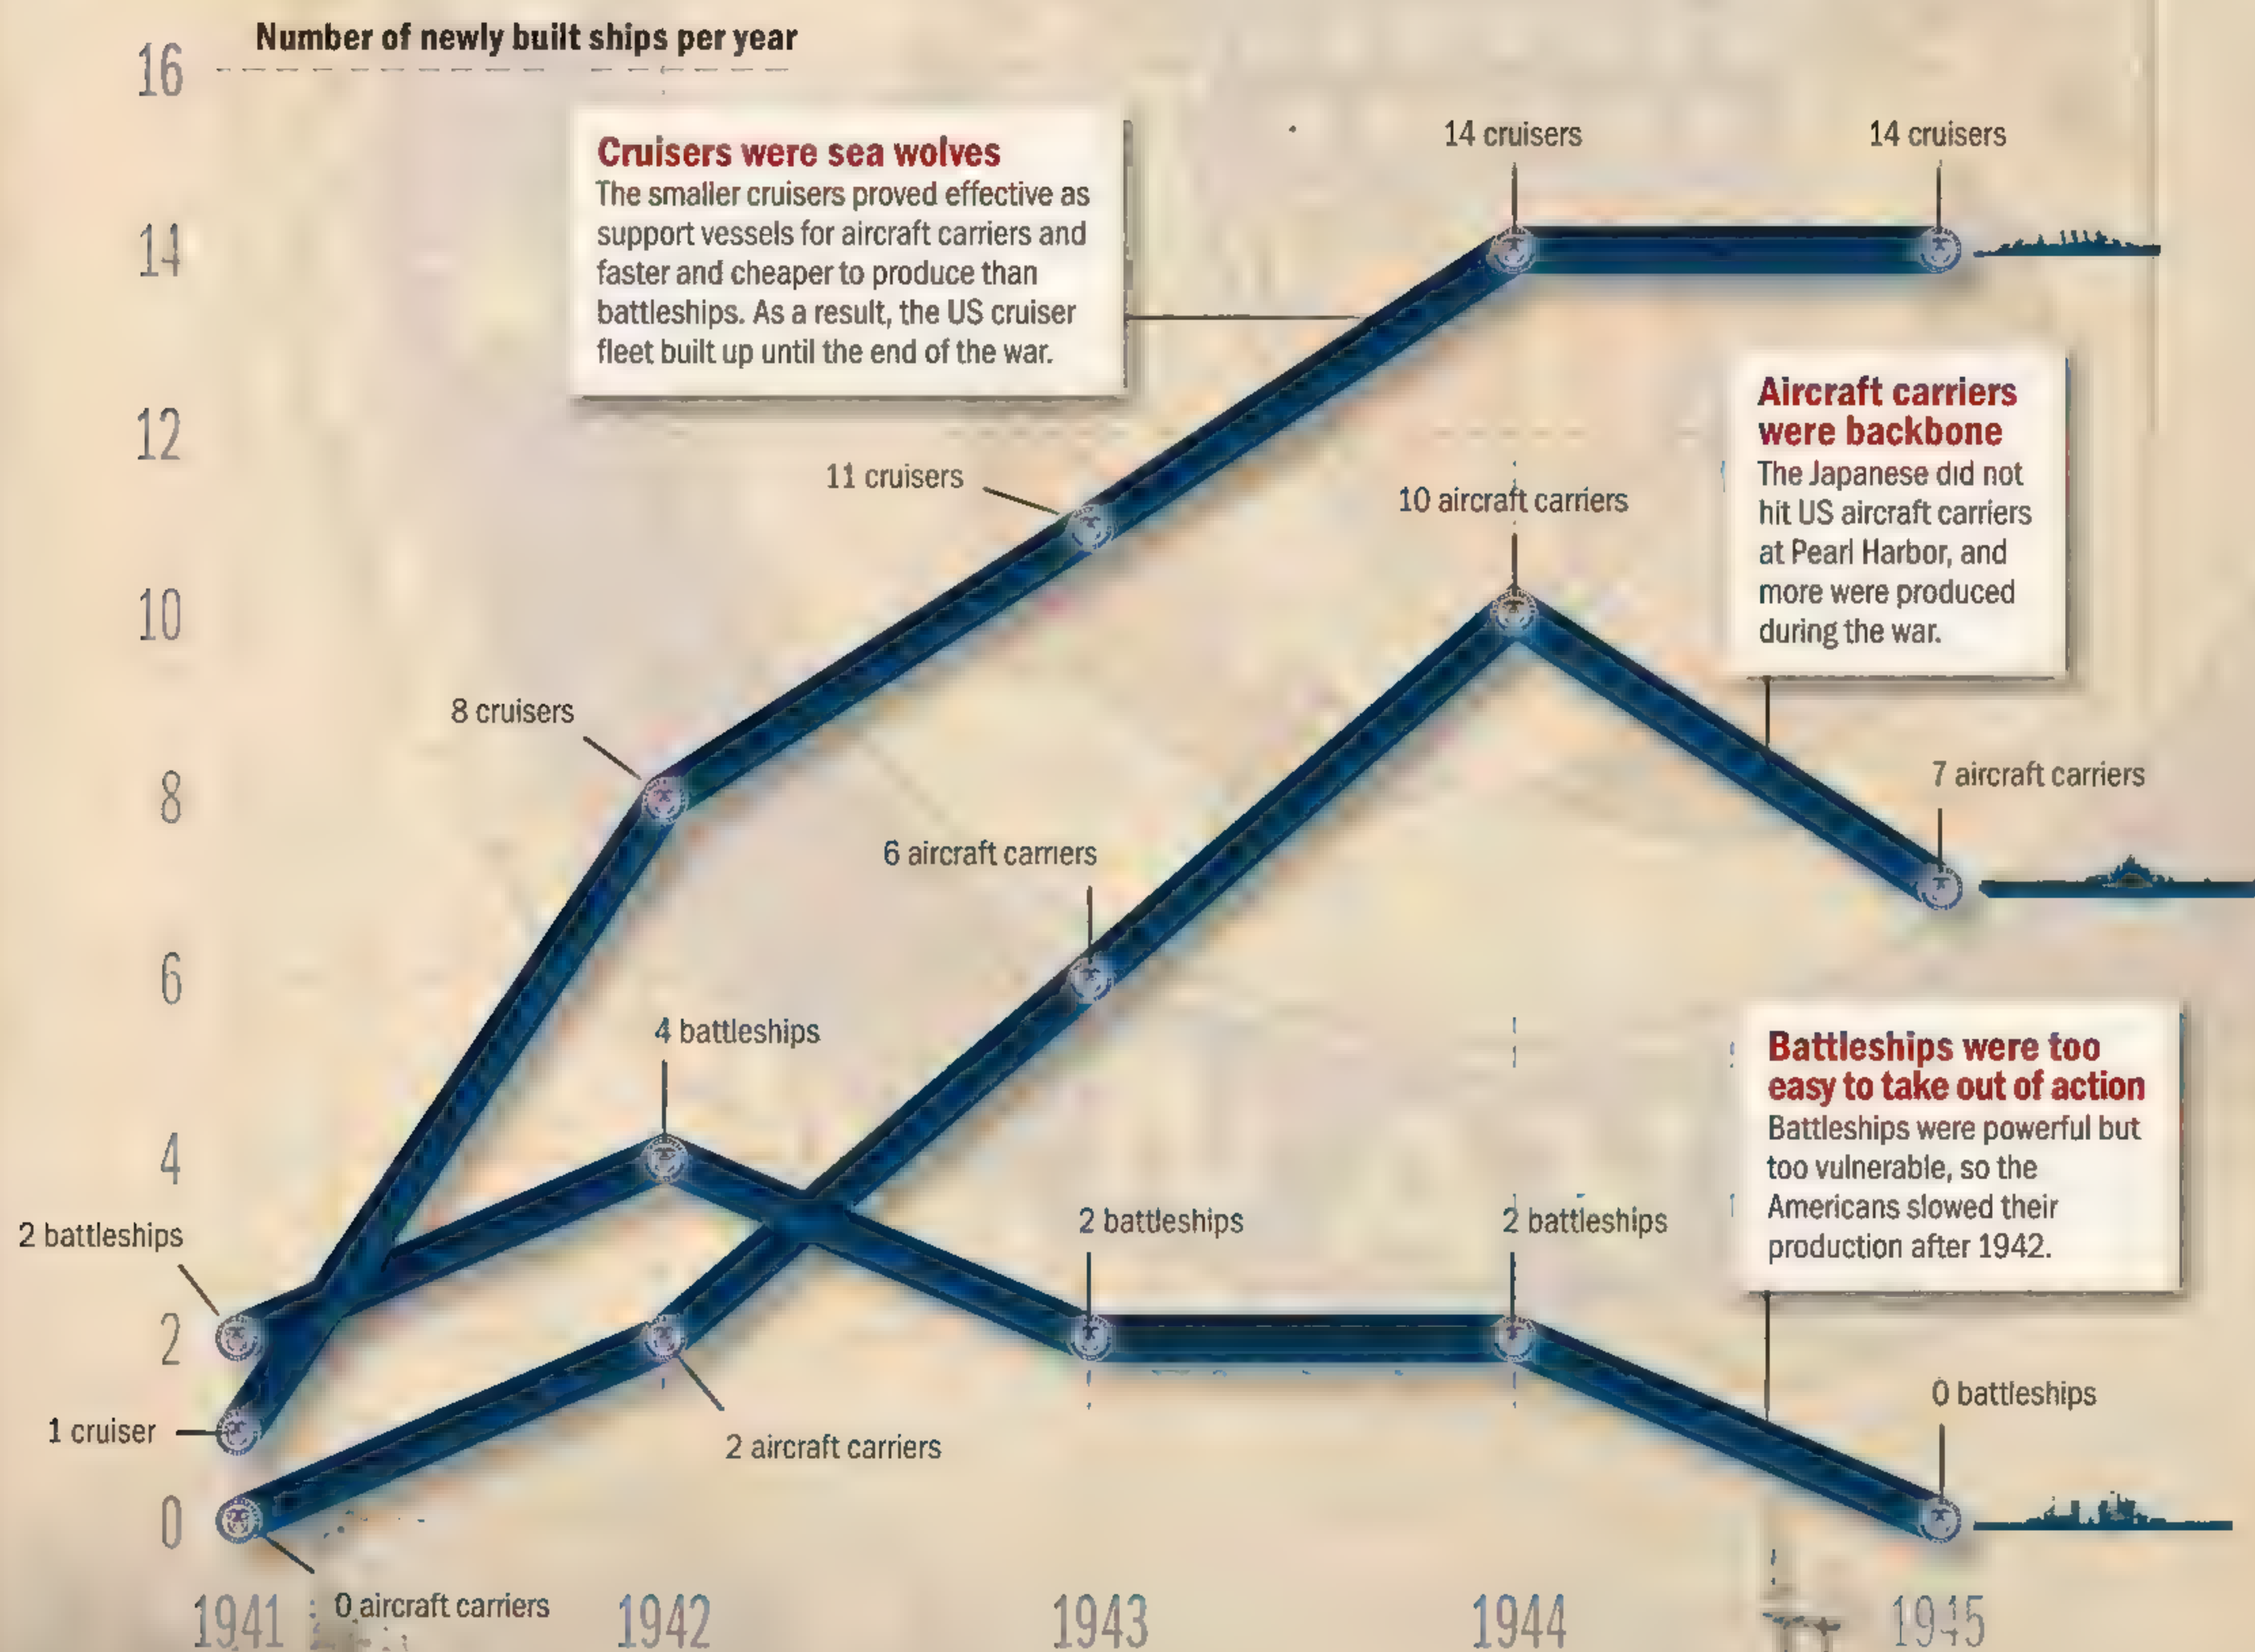 Number of newly built ships per year
16
14
12
10
8
6
4
2
0
Cruisers were sea wolves
The smaller cruisers proved effective as
support vessels for aircraft carriers and
faster and cheaper to produce than
battleships. As a result, the US cruiser
fleet built up until the end of the war.
14 cruisers
14 cruisers
Aircraft carriers
were backbone
The Japanese did not
hit US aircraft carriers
at Pearl Harbor, and
more were produced
during the war.
11 cruisers
10 aircraft carriers
8 cruisers
7 aircraft carriers
6 aircraft carriers
4 battleships
Battleships were too
easy to take out of action
Battleships were powerful but
too vulnerable, so the
Americans slowed their
production after 1942.
2 battleships
2 battleships
2 battleships
0 battleships
1 cruiser
2 aircraft carriers
0 aircraft carriers
1941
1942
1943
1944
1945